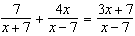 7/(x + 7) + 4x/(x − 7) = (3x + 7)/(x − 7)